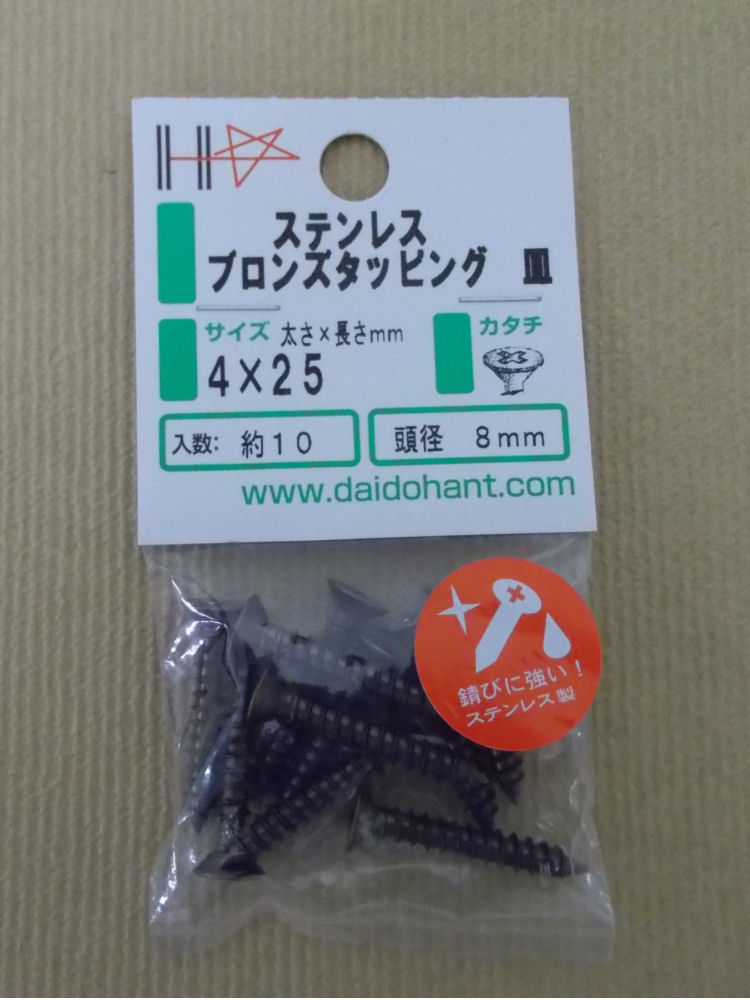 ステンレス
ブロンズタッピング 皿
サイズ 太さ×長さmm
4×25
カタチ
入数: 約10
頭径 8mm
www.daidohant.com
錆びに強い!
ステンレス製